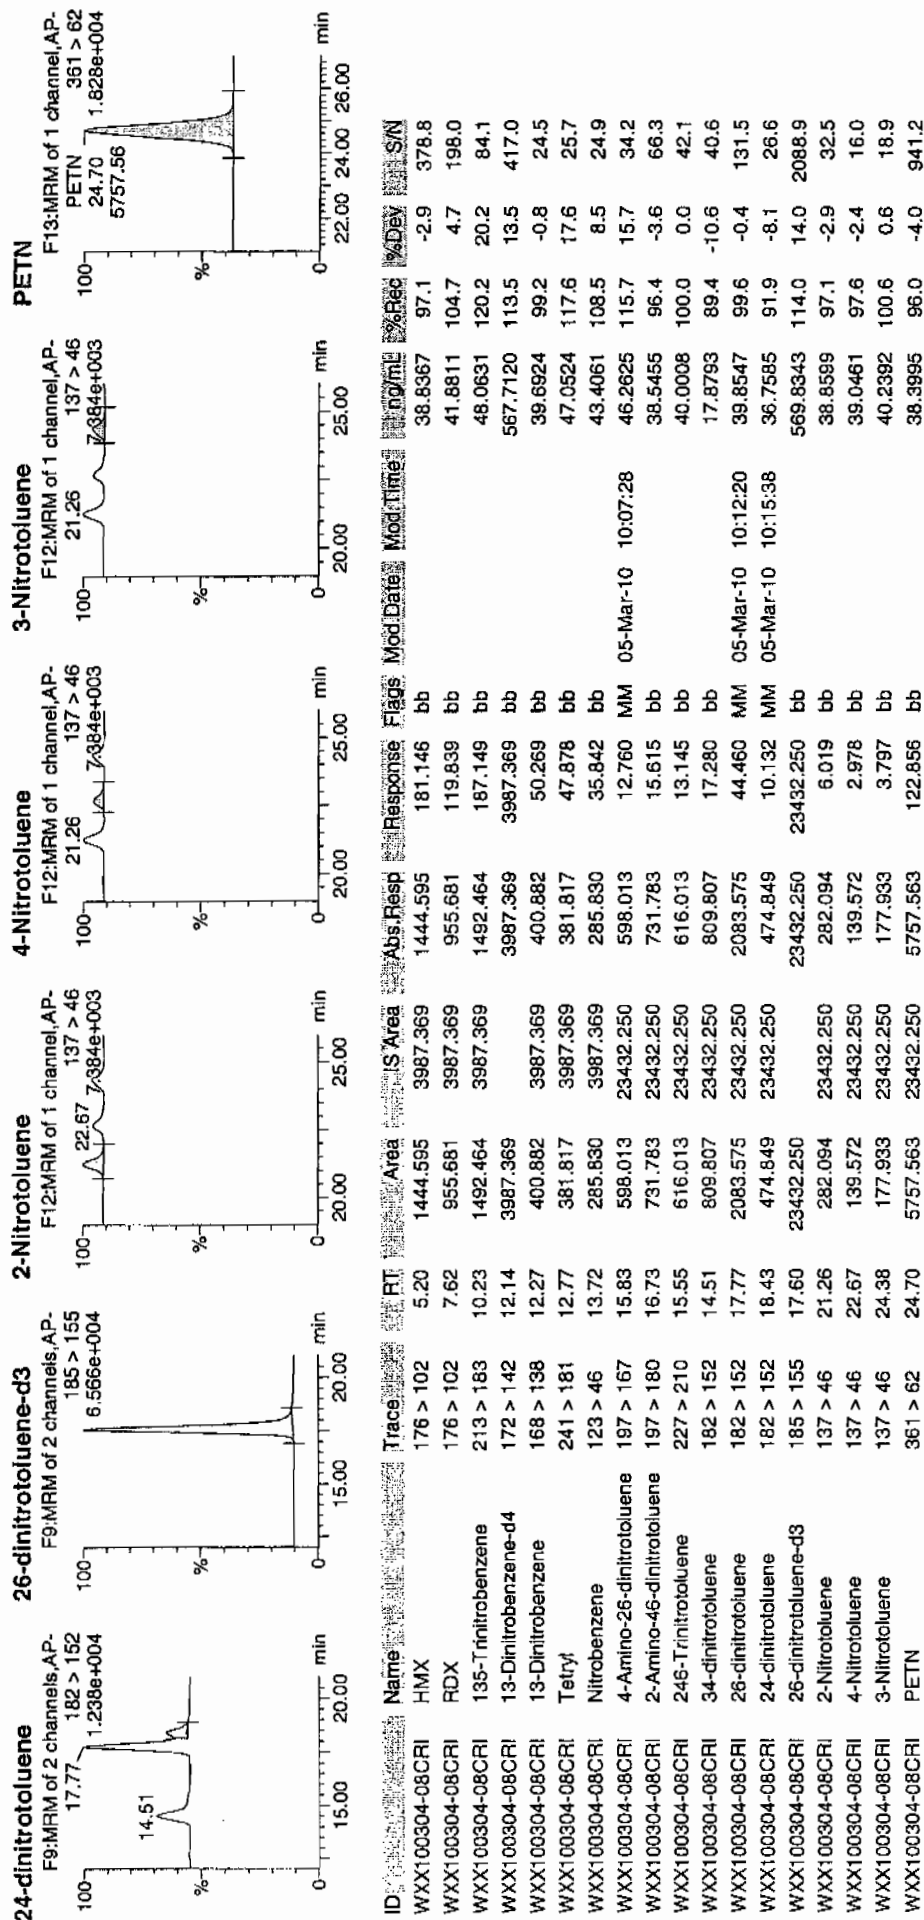 24-dinitrotoluene
F9:MRM of 2 channels,AP-
182 > 152
1.238e+004
17.77
14.51
100
%
0
15.00
20.00
min
26-dinitrotoluene-d3
F9:MRM of 2 channels,AP-
185 > 155
6.566e+004
100
%
0
15.00
20.00
min
2-Nitrotoluene
F12:MRM of 1 channel,AP-
137 > 46
7.384e+003
22.67
100
%
0
20.00
25.00
min
4-Nitrotoluene
F12:MRM of 1 channel,AP-
137 > 46
7.384e+003
21.26
100
%
0
20.00
25.00
min
3-Nitrotoluene
F12:MRM of 1 channel,AP-
137 > 46
7.384e+003
21.26
100
%
0
20.00
25.00
min
PETN
F13:MRM of 1 channel,AP-
361 > 62
1.828e+004
PETN
24.70
5757.56
100
%
0
22.00
24.00
26.00
min
ID Name Trace RT Area IS Area Abs.Resp Response Flags Mod.Date Mod.Time ng/mL %Rec %Dev S/N
WXX100304-08CRI HMX 176 > 102 5.20 1444.595 3987.369 1444.595 181.146 bb 38.8367 97.1 -2.9 378.8
WXX100304-08CRI RDX 176 > 102 7.62 955.681 3987.369 955.681 119.839 bb 41.8811 104.7 4.7 198.0
WXX100304-08CRI 135-Trinitrobenzene 213 > 183 10.23 1492.464 3987.369 1492.464 187.149 bb 48.0631 120.2 20.2 84.1
WXX100304-08CRI 13-Dinitrobenzene-d4 172 > 142 12.14 3987.369 3987.369 3987.369 bb 567.7120 113.5 13.5 417.0
WXX100304-08CRI 13-Dinitrobenzene 168 > 138 12.27 400.882 3987.369 400.882 50.269 bb 39.6924 99.2 -0.8 24.5
WXX100304-08CRI Tetryl 241 > 181 12.77 381.817 3987.369 381.817 47.878 bb 47.0524 117.6 17.6 25.7
WXX100304-08CRI Nitrobenzene 123 > 46 13.72 285.830 3987.369 285.830 35.842 bb 43.4061 108.5 8.5 24.9
WXX100304-08CRI 4-Amino-26-dinitrotoluene 197 > 167 15.83 598.013 23432.250 598.013 12.760 MM 05-Mar-10 10:07:28 46.2625 115.7 15.7 34.2
WXX100304-08CRI 2-Amino-46-dinitrotoluene 197 > 180 16.73 731.783 23432.250 731.783 15.615 bb 38.5455 96.4 -3.6 66.3
WXX100304-08CRI 246-Trinitrotoluene 227 > 210 15.55 616.013 23432.250 616.013 13.145 bb 40.0008 100.0 0.0 42.1
WXX100304-08CRI 34-dinitrotoluene 182 > 152 14.51 809.807 23432.250 809.807 17.280 bb 17.8793 89.4 -10.6 40.6
WXX100304-08CRI 26-dinitrotoluene 182 > 152 17.77 2083.575 23432.250 2083.575 44.460 MM 05-Mar-10 10:12:20 39.8547 99.6 -0.4 131.5
WXX100304-08CRI 24-dinitrotoluene 182 > 152 18.43 474.849 23432.250 474.849 10.132 MM 05-Mar-10 10:15:38 36.7585 91.9 -8.1 26.6
WXX100304-08CRI 26-dinitrotoluene-d3 185 > 155 17.60 23432.250 23432.250 23432.250 bb 569.8343 114.0 14.0 2088.9
WXX100304-08CRI 2-Nitrotoluene 137 > 46 21.26 282.094 23432.250 282.094 6.019 bb 38.8599 97.1 -2.9 32.5
WXX100304-08CRI 4-Nitrotoluene 137 > 46 22.67 139.572 23432.250 139.572 2.978 bb 39.0461 97.6 -2.4 16.0
WXX100304-08CRI 3-Nitrotoluene 137 > 46 24.38 177.933 23432.250 177.933 3.797 bb 40.2392 100.6 0.6 18.9
WXX100304-08CRI PETN 361 > 62 24.70 5757.563 23432.250 5757.563 122.856 bb 38.3995 96.0 -4.0 941.2